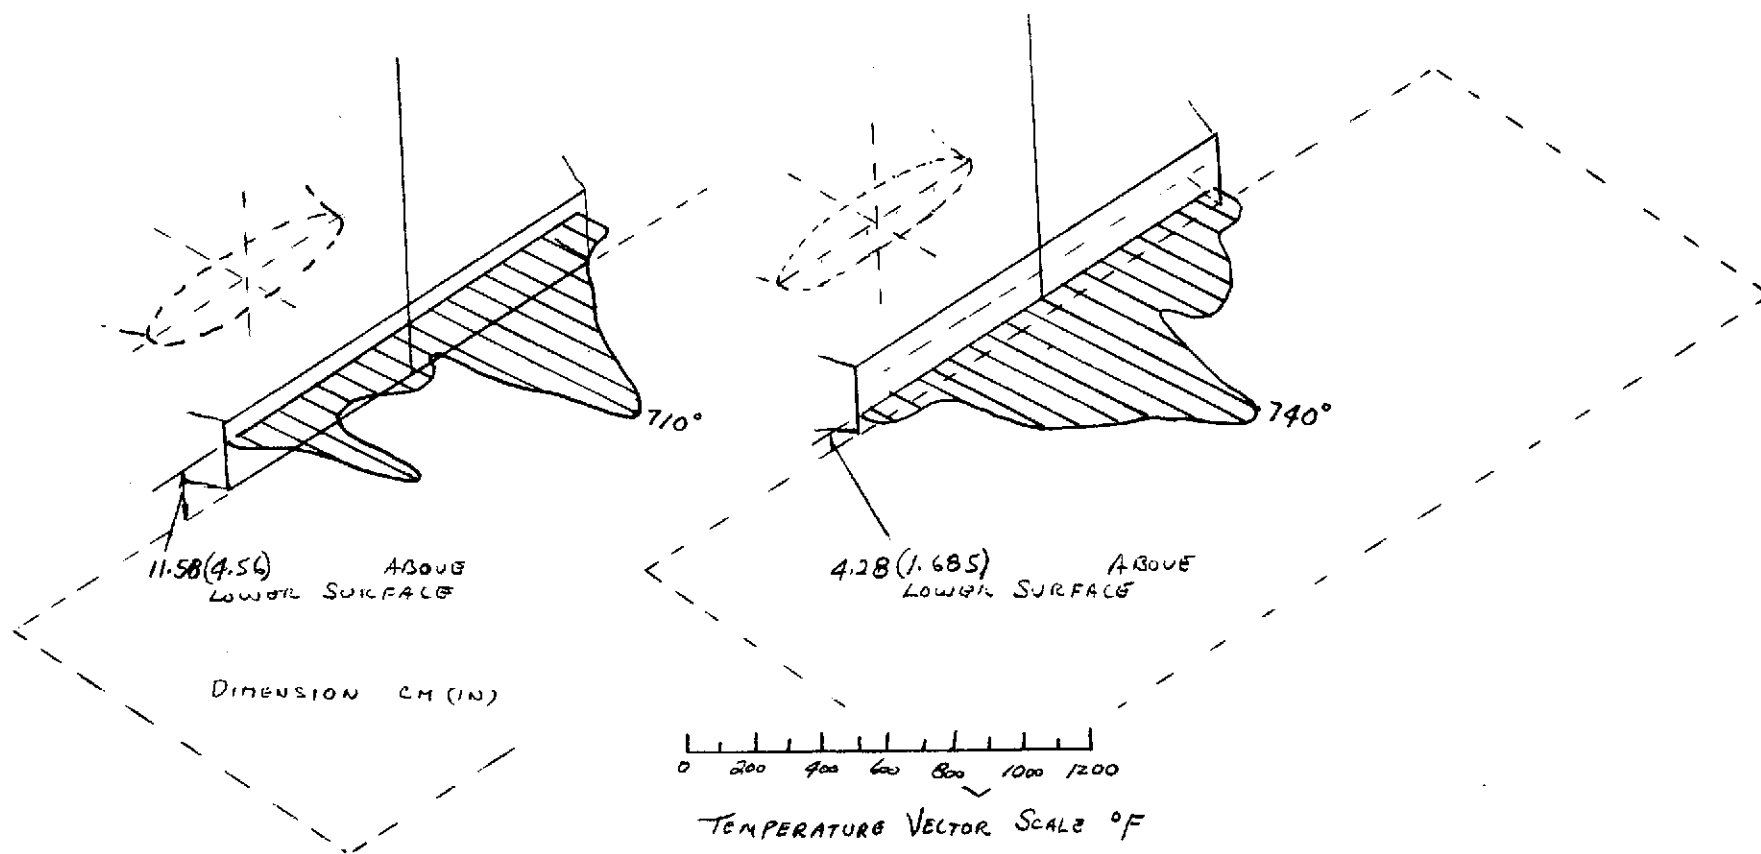 710°
740°
11.58(4.56) ABOVE
LOWER SURFACE
4.28(1.685) ABOVE
LOWER SURFACE
DIMENSION CM (IN)
0 200 400 600 800 1000 1200
TEMPERATURE VECTOR SCALE °F